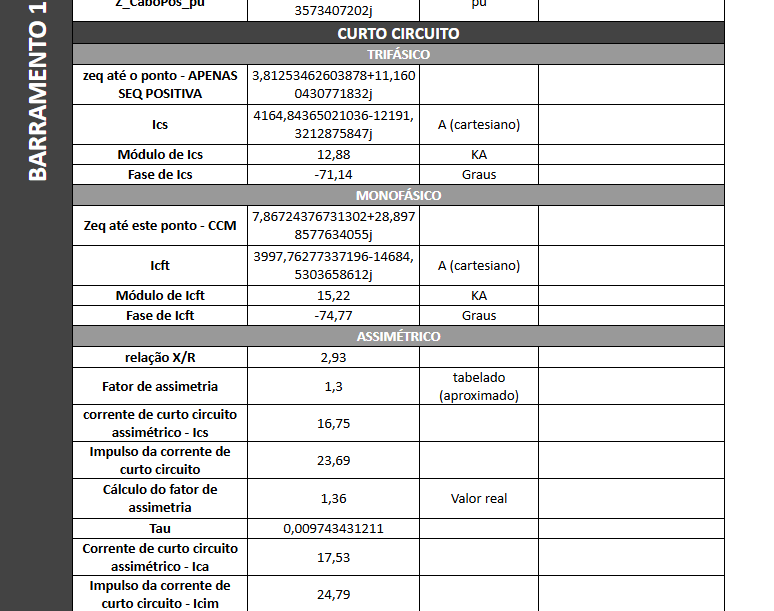 BARRAMENTO 1
Z_CaboPos_pu
3573407202j
pu
CURTO CIRCUITO
TRIFÁSICO
zeq até o ponto - APENAS
SEQ POSITIVA
3,81253462603878+11,160
0430771832j
Ics
4164,84365021036-12191,
3212875847j
A (cartesiano)
Módulo de Ics
12,88
KA
Fase de Ics
-71,14
Graus
MONOFÁSICO
Zeq até este ponto - CCM
7,86724376731302+28,897
8577634055j
Icft
3997,76277337196-14684,
5303658612j
A (cartesiano)
Módulo de Icft
15,22
KA
Fase de Icft
-74,77
Graus
ASSIMÉTRICO
relação X/R
2,93
Fator de assimetria
1,3
tabelado
(aproximado)
corrente de curto circuito
assimétrico - Ics
16,75
Impulso da corrente de
curto circuito
23,69
Cálculo do fator de
assimetria
1,36
Valor real
Tau
0,009743431211
Corrente de curto circuito
assimétrico - Ica
17,53
Impulso da corrente de
curto circuito - Icim
24,79